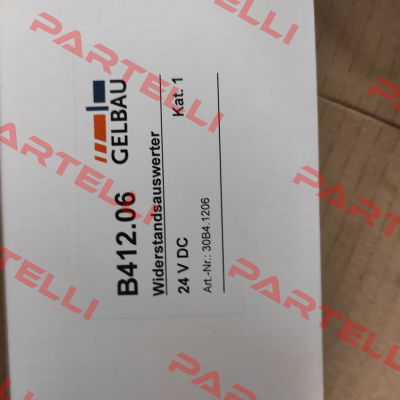 GELBAU
B412.06
Widerstandsauswerter
24 V DC Kat. 1
Art.-Nr.: 30B4.1206
PARTELLI
PARTELLI
PARTELLI
PARTELLI
PARTELLI